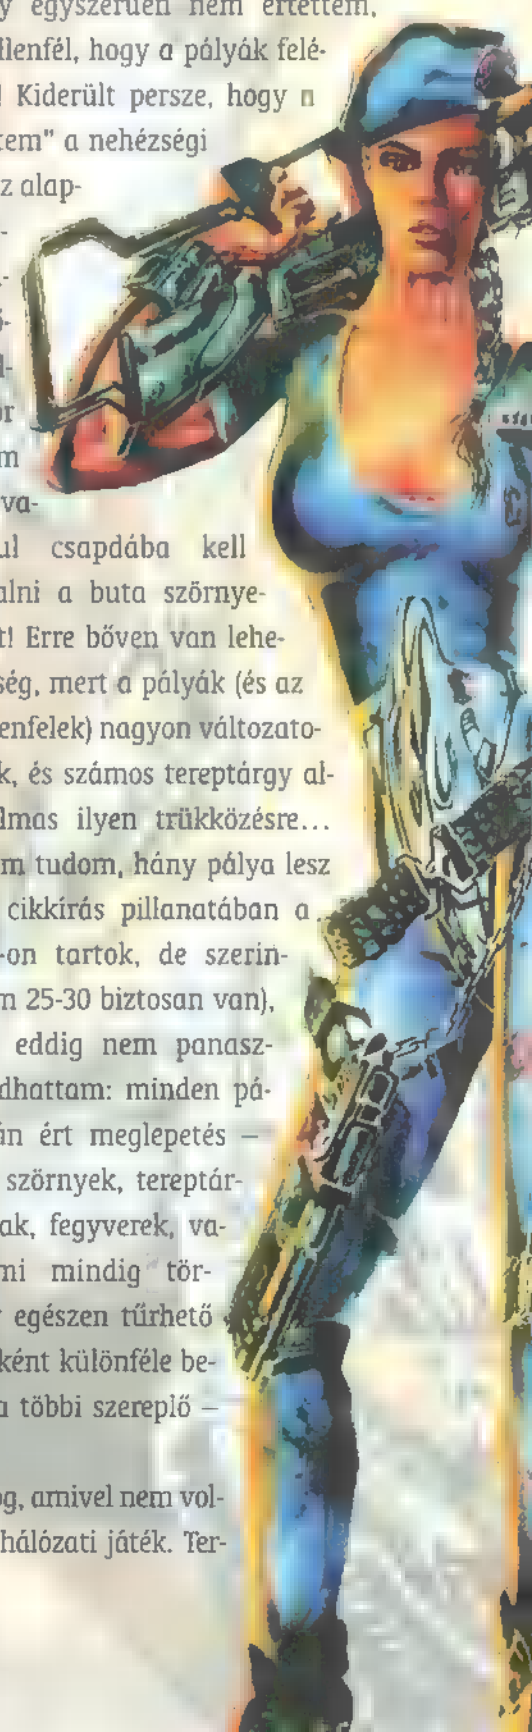 egyszerűen nem értettem,
llenfél, hogy a pályák felé-
! Kiderült persze, hogy n
tem" a nehézségi
z alap-
-
-
-
l-
or
m
va-
ul csapdába kell
alni a buta szörnye-
t! Erre bőven van lehe-
ség, mert a pályák (és az
enfelek) nagyon változato-
k, és számos tereptárgy al-
lmas ilyen trükközésre...
m tudom, hány pálya lesz
cikkírás pillanatában a
-on tartok, de szerin-
m 25-30 biztosan van),
eddig nem panasz-
dhattam: minden pá-
án ért meglepetés –
szörnyek, tereptár-
ak, fegyverek, va-
mi mindig tör-
egészen tűrhető
ként különféle be-
a többi szereplő –
og, amivel nem vol-
hálózati játék. Ter-